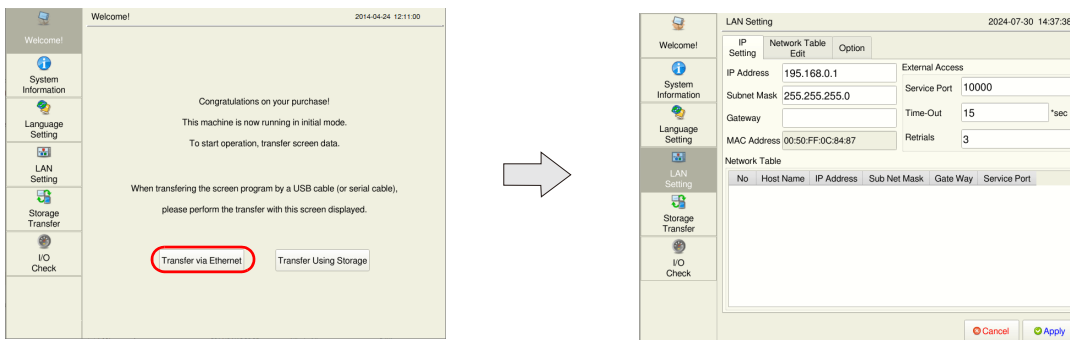 Welcome!
2014-04-24 12:11:00
Welcome!
System
Information
Language
Setting
LAN
Setting
Storage
Transfer
I/O
Check
Congratulations on your purchase!
This machine is now running in initial mode.
To start operation, transfer screen data.
When transfering the screen program by a USB cable (or serial cable),
please perform the transfer with this screen displayed.
Transfer via Ethernet
Transfer Using Storage
LAN Setting
2024-07-30 14:37:38
Welcome!
System
Information
Language
Setting
LAN
Setting
Storage
Transfer
I/O
Check
IP
Setting
Network Table
Edit
Option
IP Address 195.168.0.1
Subnet Mask 255.255.255.0
Gateway
MAC Address 00:50:FF:0C:84:87
External Access
Service Port 10000
Time-Out 15 *sec
Retrials 3
Network Table
No Host Name IP Address Sub Net Mask Gate Way Service Port
Cancel
Apply